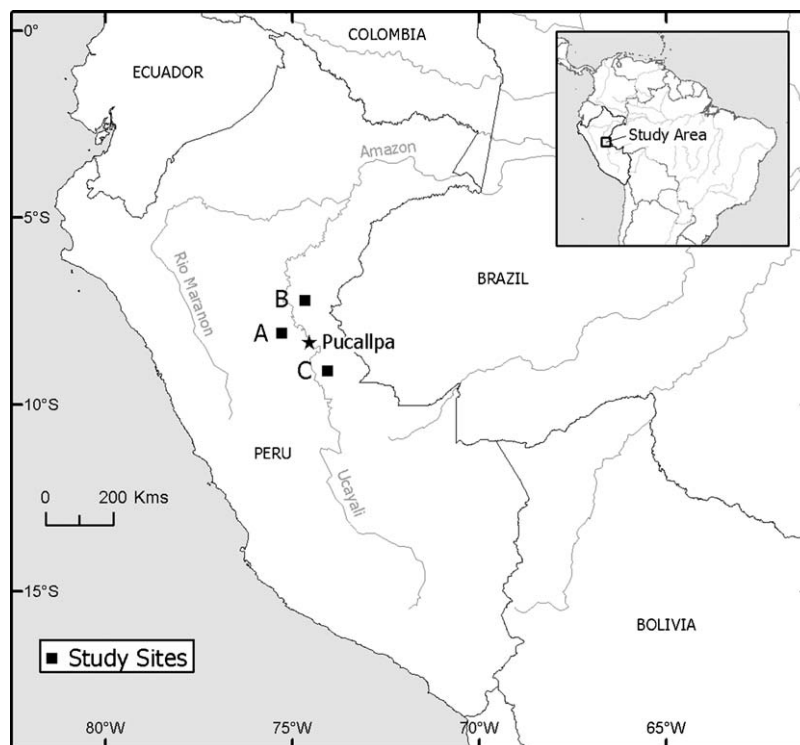 0°
COLOMBIA
ECUADOR
Study Area
Amazon
5°S
Rio Maranon
BRAZIL
B
A
Pucallpa
C
10°S
PERU
Ucayali
0 200 Kms
15°S
BOLIVIA
Study Sites
80°W 75°W 70°W 65°W